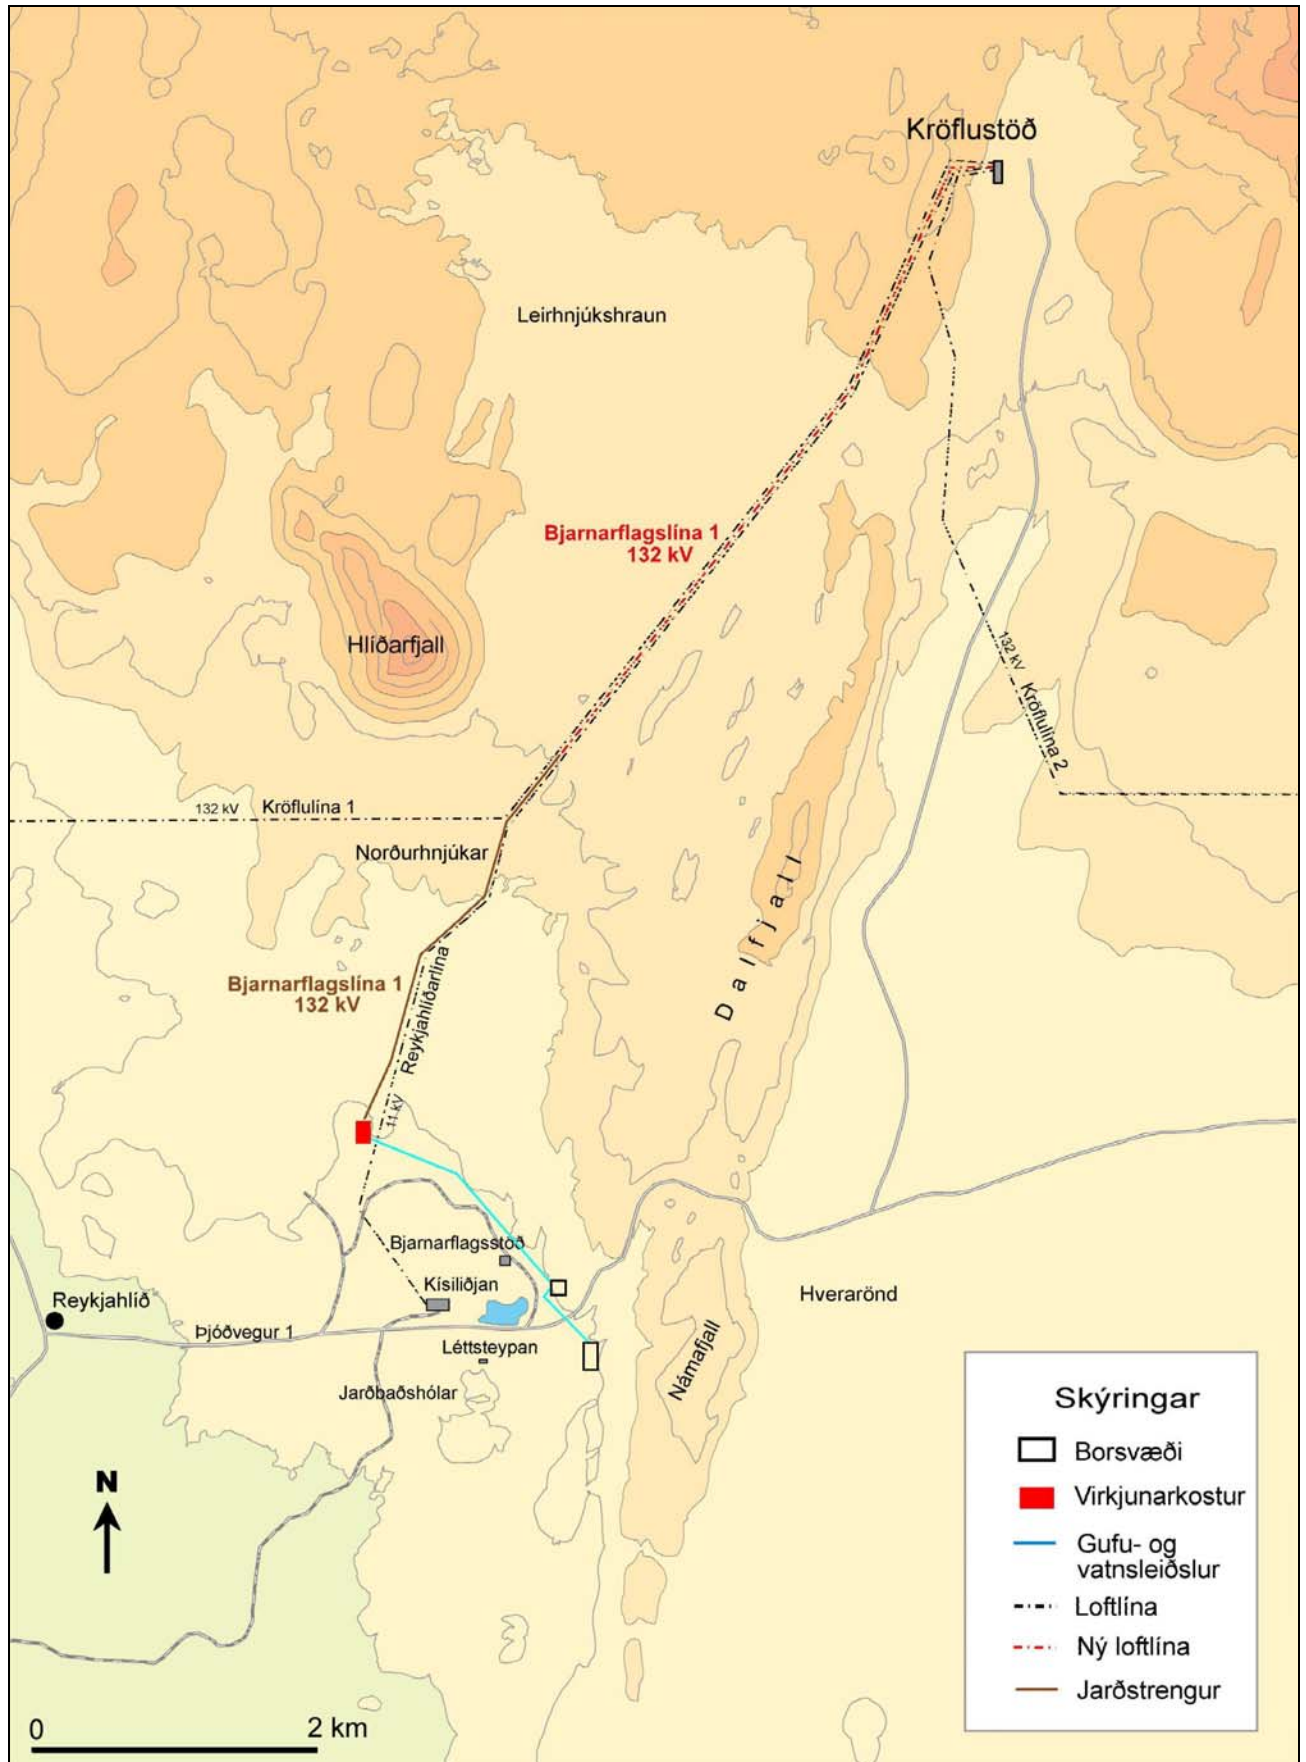 Kröflustöð
Leirhnjúkshraun
Bjarnarflagslína 1
132 kV
Hlíðarfjall
132 kV
Kröflulína 2
132 kV
Kröflulína 1
Norðurhnjúkar
Dalfjall
Bjarnarflagslína 1
132 kV
Reykjahlíðarlína
11 kV
Bjarnarflagsstöð
Kísiliðjan
Hverarönd
Reykjahlíð
Þjóðvegur 1
Léttsteypan
Námafjall
Jarðbaðshólar
N
0
2 km
Skýringar
Borsvæði
Virkjunarkostur
Gufu- og
vatnsleiðslur
Loftlína
Ný loftlína
Jarðstrengur